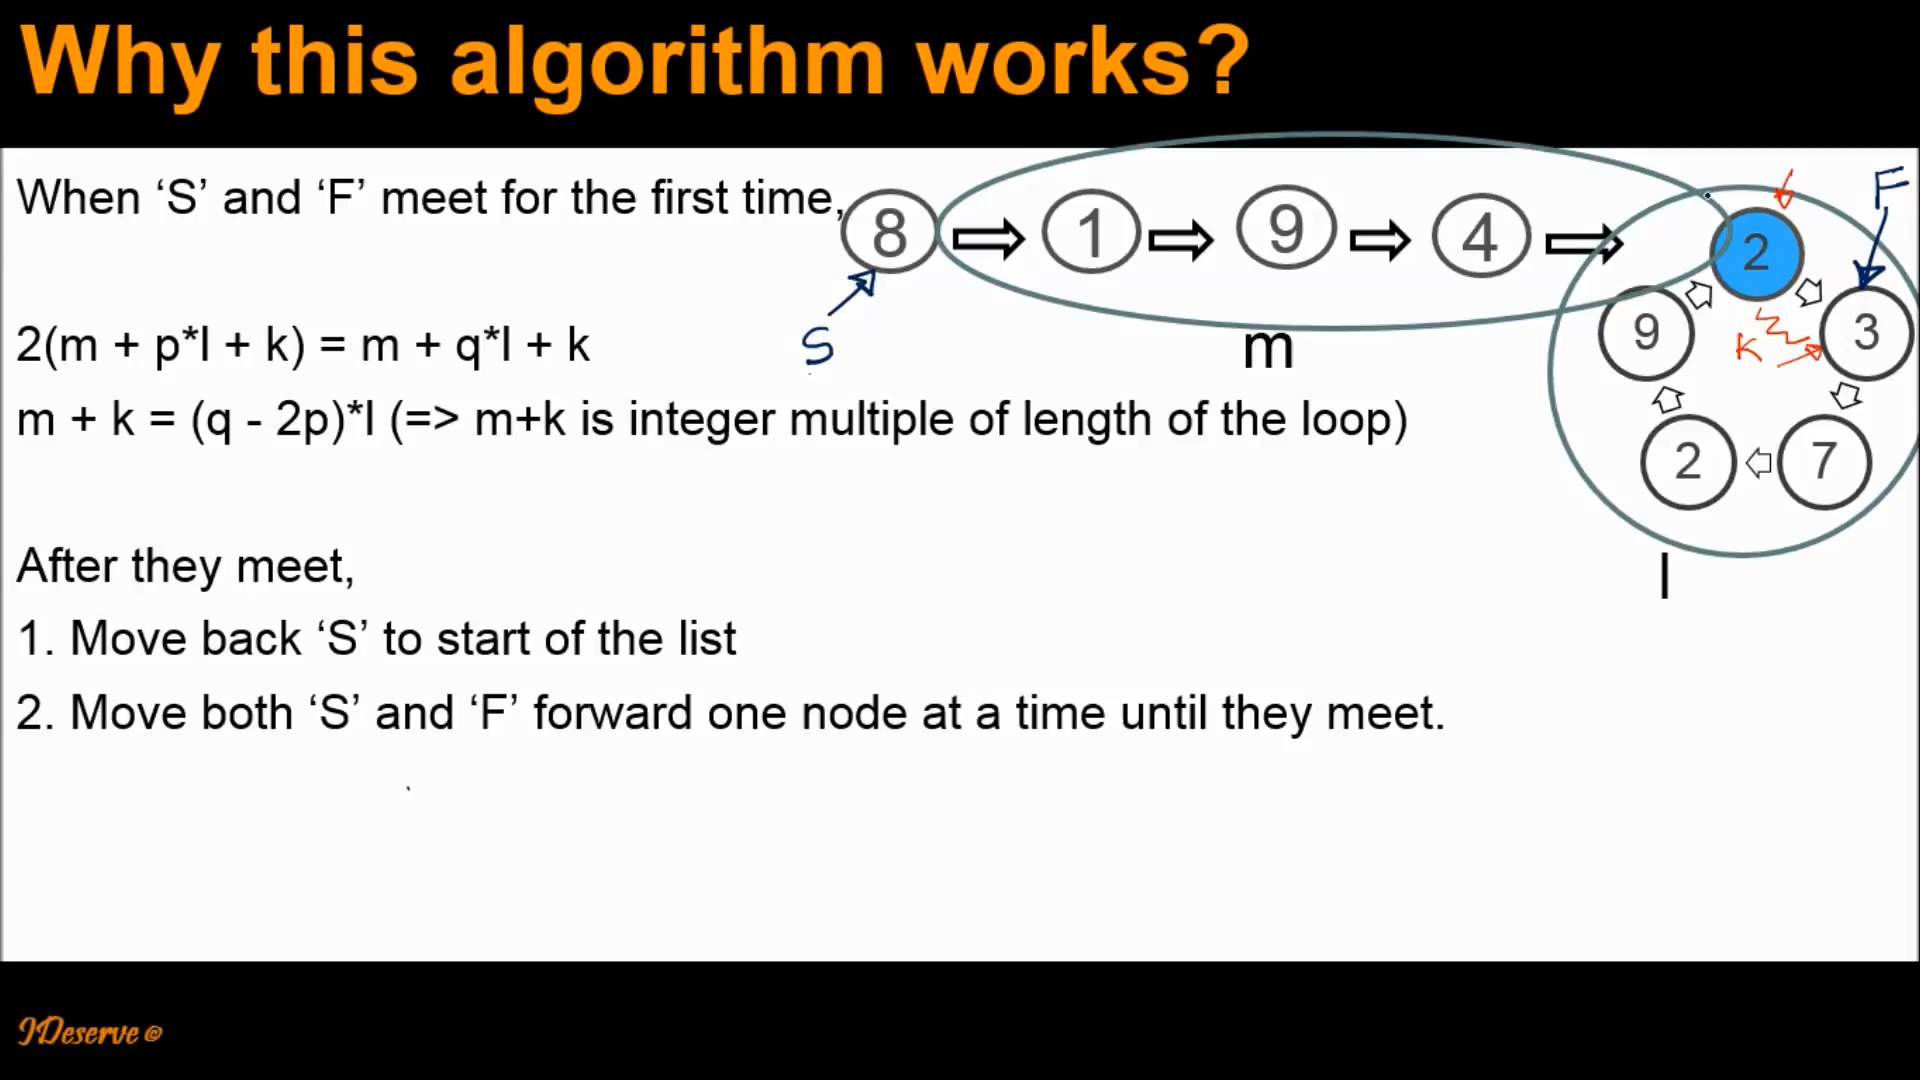 Why this algorithm works?
When ‘S’ and ‘F’ meet for the first time,
8 1 9 4 2
F
S
m
9 K 3
2 7
l
2(m + p*l + k) = m + q*l + k
m + k = (q - 2p)*l (=> m+k is integer multiple of length of the loop)
After they meet,
1. Move back ‘S’ to start of the list
2. Move both ‘S’ and ‘F’ forward one node at a time until they meet.
IDeserve ©